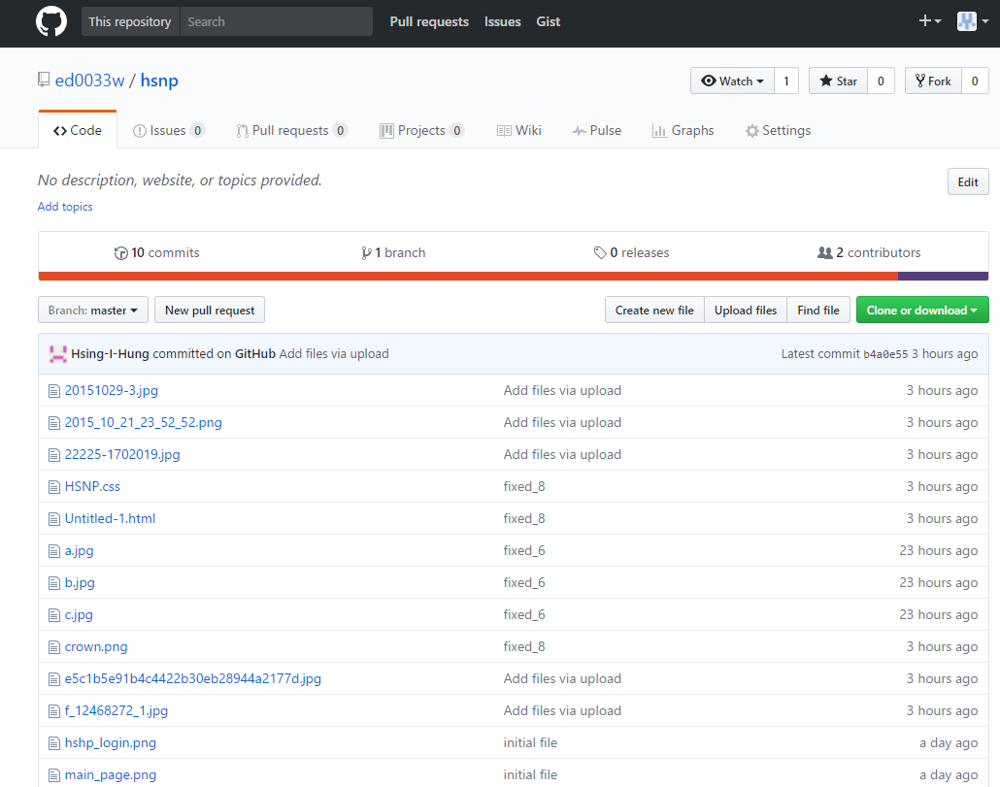 This repository Search Pull requests Issues Gist
ed0033w / hsnp Watch 1 Star 0 Fork 0
Code Issues 0 Pull requests 0 Projects 0 Wiki Pulse Graphs Settings
No description, website, or topics provided. Edit
Add topics
10 commits 1 branch 0 releases 2 contributors
Branch: master New pull request Create new file Upload files Find file Clone or download
Hsing-I-Hung committed on GitHub Add files via upload Latest commit b4a0e55 3 hours ago
20151029-3.jpg Add files via upload 3 hours ago
2015_10_21_23_52_52.png Add files via upload 3 hours ago
22225-1702019.jpg Add files via upload 3 hours ago
HSNP.css fixed_8 3 hours ago
Untitled-1.html fixed_8 3 hours ago
a.jpg fixed_6 23 hours ago
b.jpg fixed_6 23 hours ago
c.jpg fixed_6 23 hours ago
crown.png fixed_8 3 hours ago
e5c1b5e91b4c4422b30eb28944a2177d.jpg Add files via upload 3 hours ago
f_12468272_1.jpg Add files via upload 3 hours ago
hshp_login.png initial file a day ago
main_page.png initial file a day ago